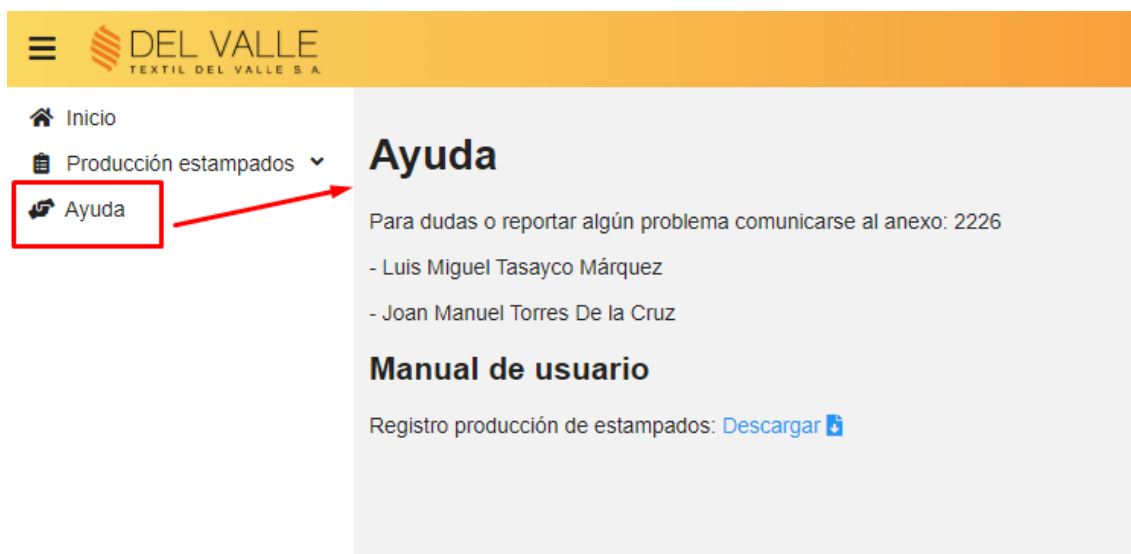 DEL VALLE
TEXTIL DEL VALLE S. A.
Inicio
Producción estampados
Ayuda
Ayuda
Para dudas o reportar algún problema comunicarse al anexo: 2226
- Luis Miguel Tasayco Márquez
- Joan Manuel Torres De la Cruz
Manual de usuario
Registro producción de estampados: Descargar